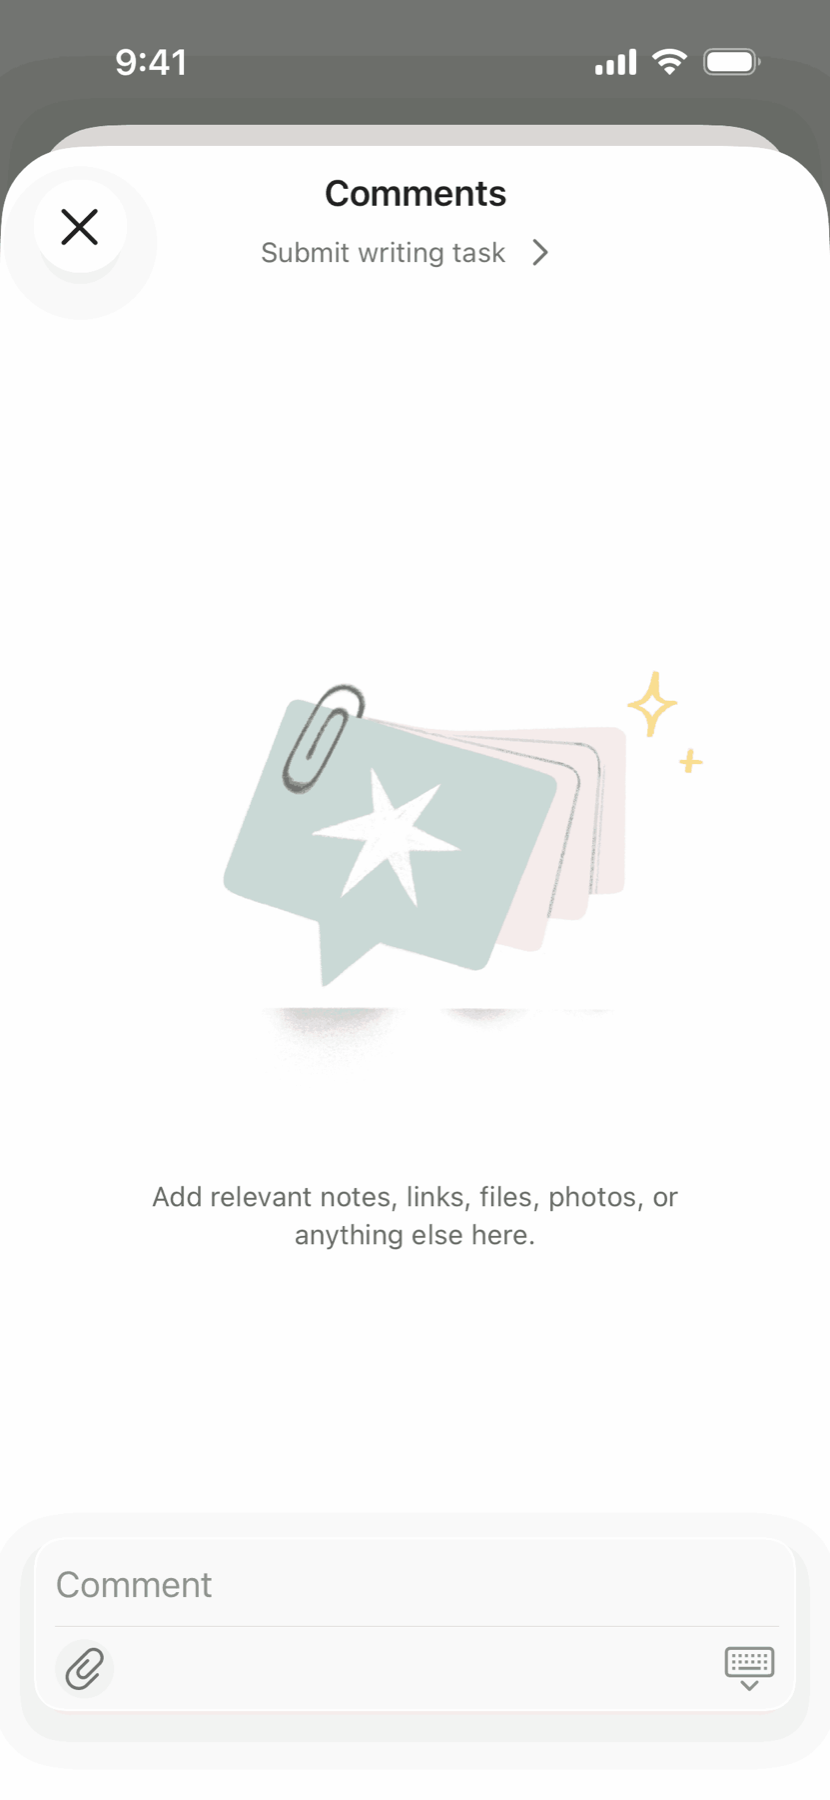 9:41
Comments
Submit writing task
Add relevant notes, links, files, photos, or
anything else here.
Comment